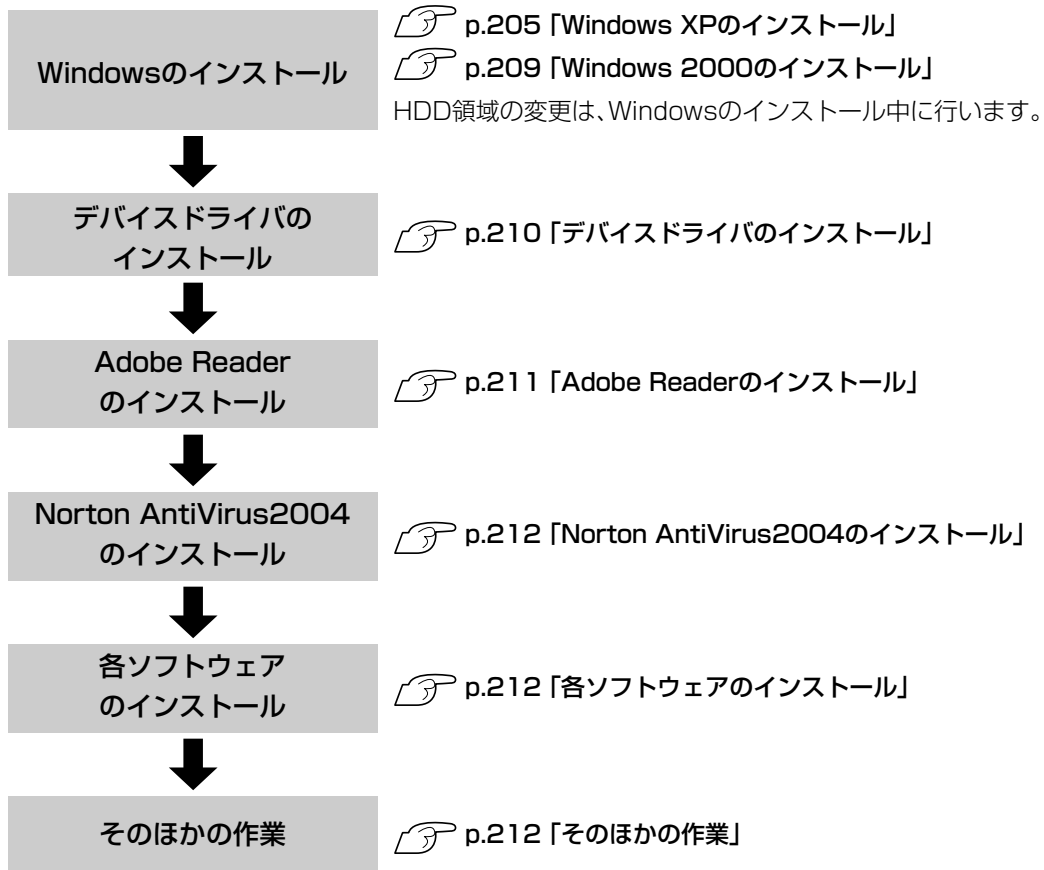 Windowsのインストール
p.205「Windows XPのインストール」
p.209「Windows 2000のインストール」
HDD領域の変更は、Windowsのインストール中に行います。
デバイスドライバの
インストール
p.210「デバイスドライバのインストール」
Adobe Reader
のインストール
p.211「Adobe Readerのインストール」
Norton AntiVirus2004
のインストール
p.212「Norton AntiVirus2004のインストール」
各ソフトウェア
のインストール
p.212「各ソフトウェアのインストール」
そのほかの作業
p.212「そのほかの作業」